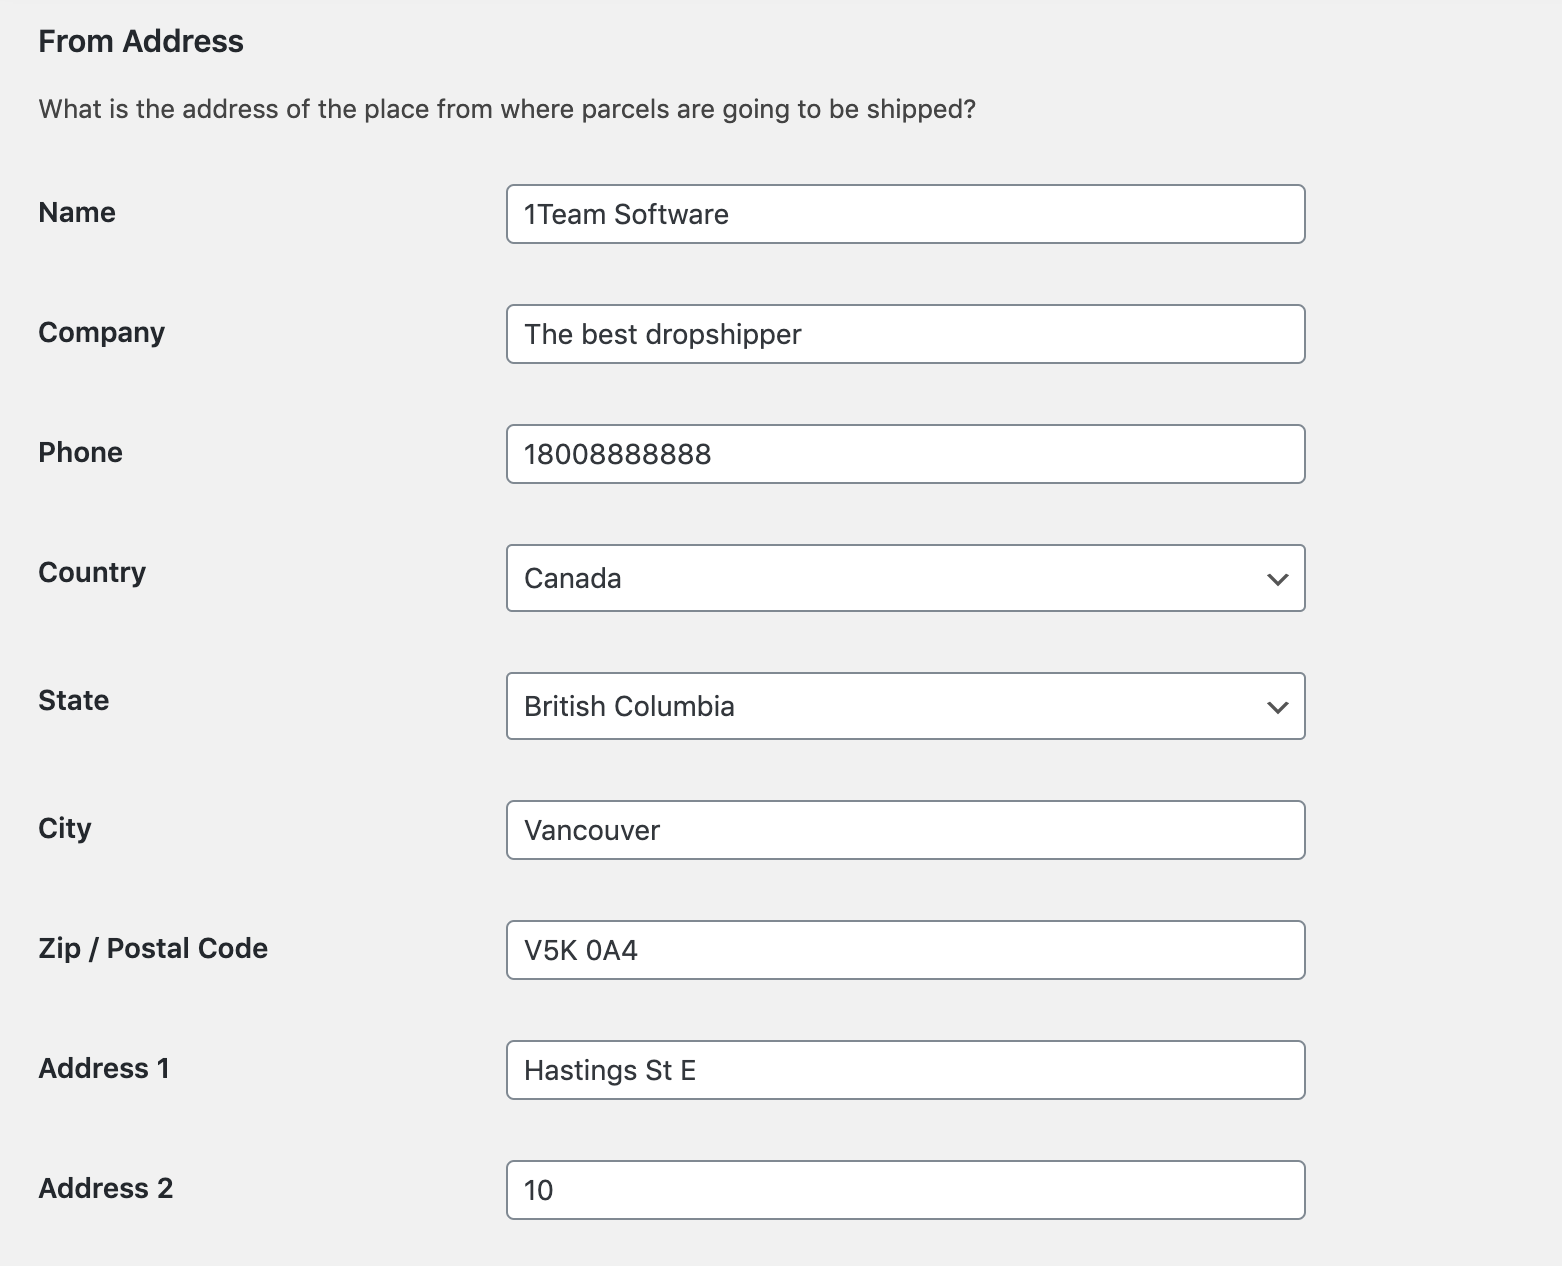 From Address
What is the address of the place from where parcels are going to be shipped?
Name
1Team Software
Company
The best dropshipper
Phone
18008888888
Country
Canada
State
British Columbia
City
Vancouver
Zip / Postal Code
V5K 0A4
Address 1
Hastings St E
Address 2
10